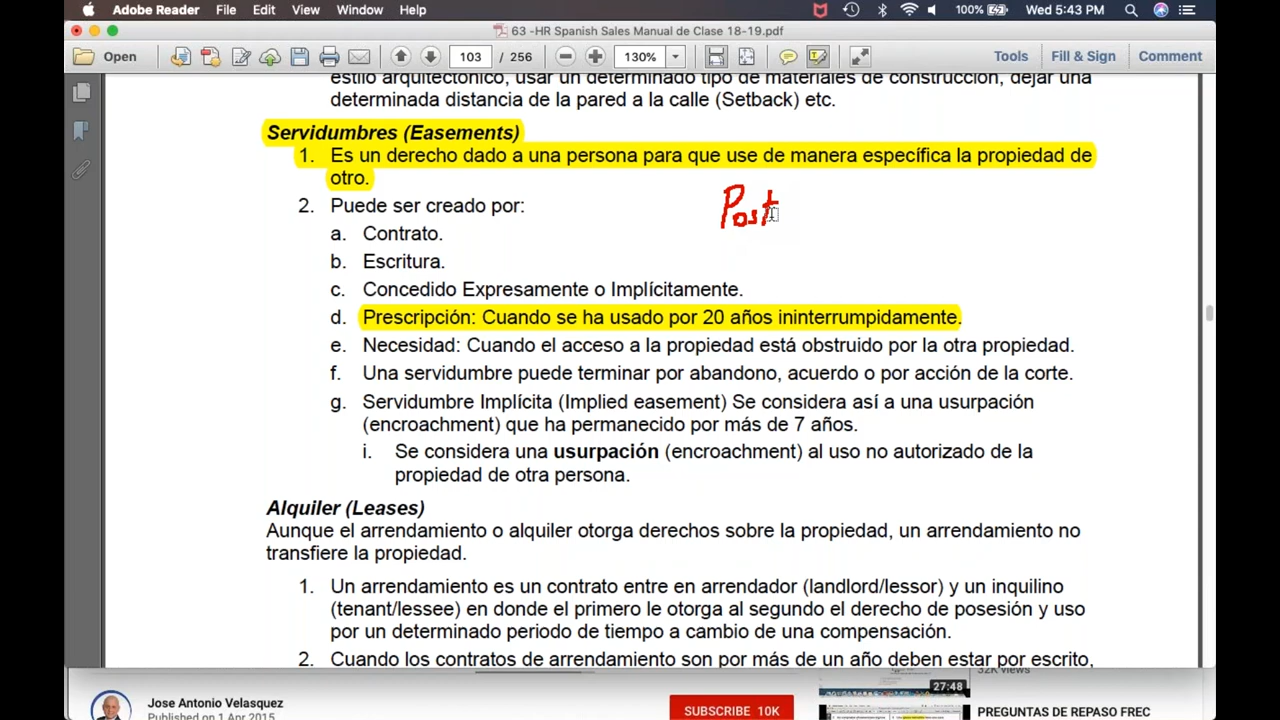 Adobe Reader File Edit View Window Help 100% Wed 5:43 PM
63 -HR Spanish Sales Manual de Clase 18-19.pdf
Open 103 / 256 130% Tools Fill & Sign Comment
estilo arquitectónico, usar un determinado tipo de materiales de construcción, dejar una
determinada distancia de la pared a la calle (Setback) etc.
Servidumbres (Easements)
1. Es un derecho dado a una persona para que use de manera específica la propiedad de
otro.
2. Puede ser creado por:
Post
a. Contrato.
b. Escritura.
c. Concedido Expresamente o Implícitamente.
d. Prescripción: Cuando se ha usado por 20 años ininterrumpidamente.
e. Necesidad: Cuando el acceso a la propiedad está obstruido por la otra propiedad.
f. Una servidumbre puede terminar por abandono, acuerdo o por acción de la corte.
g. Servidumbre Implícita (Implied easement) Se considera así a una usurpación
(encroachment) que ha permanecido por más de 7 años.
i. Se considera una usurpación (encroachment) al uso no autorizado de la
propiedad de otra persona.
Alquiler (Leases)
Aunque el arrendamiento o alquiler otorga derechos sobre la propiedad, un arrendamiento no
transfiere la propiedad.
1. Un arrendamiento es un contrato entre en arrendador (landlord/lessor) y un inquilino
(tenant/lessee) en donde el primero le otorga al segundo el derecho de posesión y uso
por un determinado periodo de tiempo a cambio de una compensación.
2. Cuando los contratos de arrendamiento son por más de un año deben estar por escrito,
32K views
27:48
Jose Antonio Velasquez
Published on 1 Apr 2015
SUBSCRIBE 10K
PREGUNTAS DE REPASO FREC